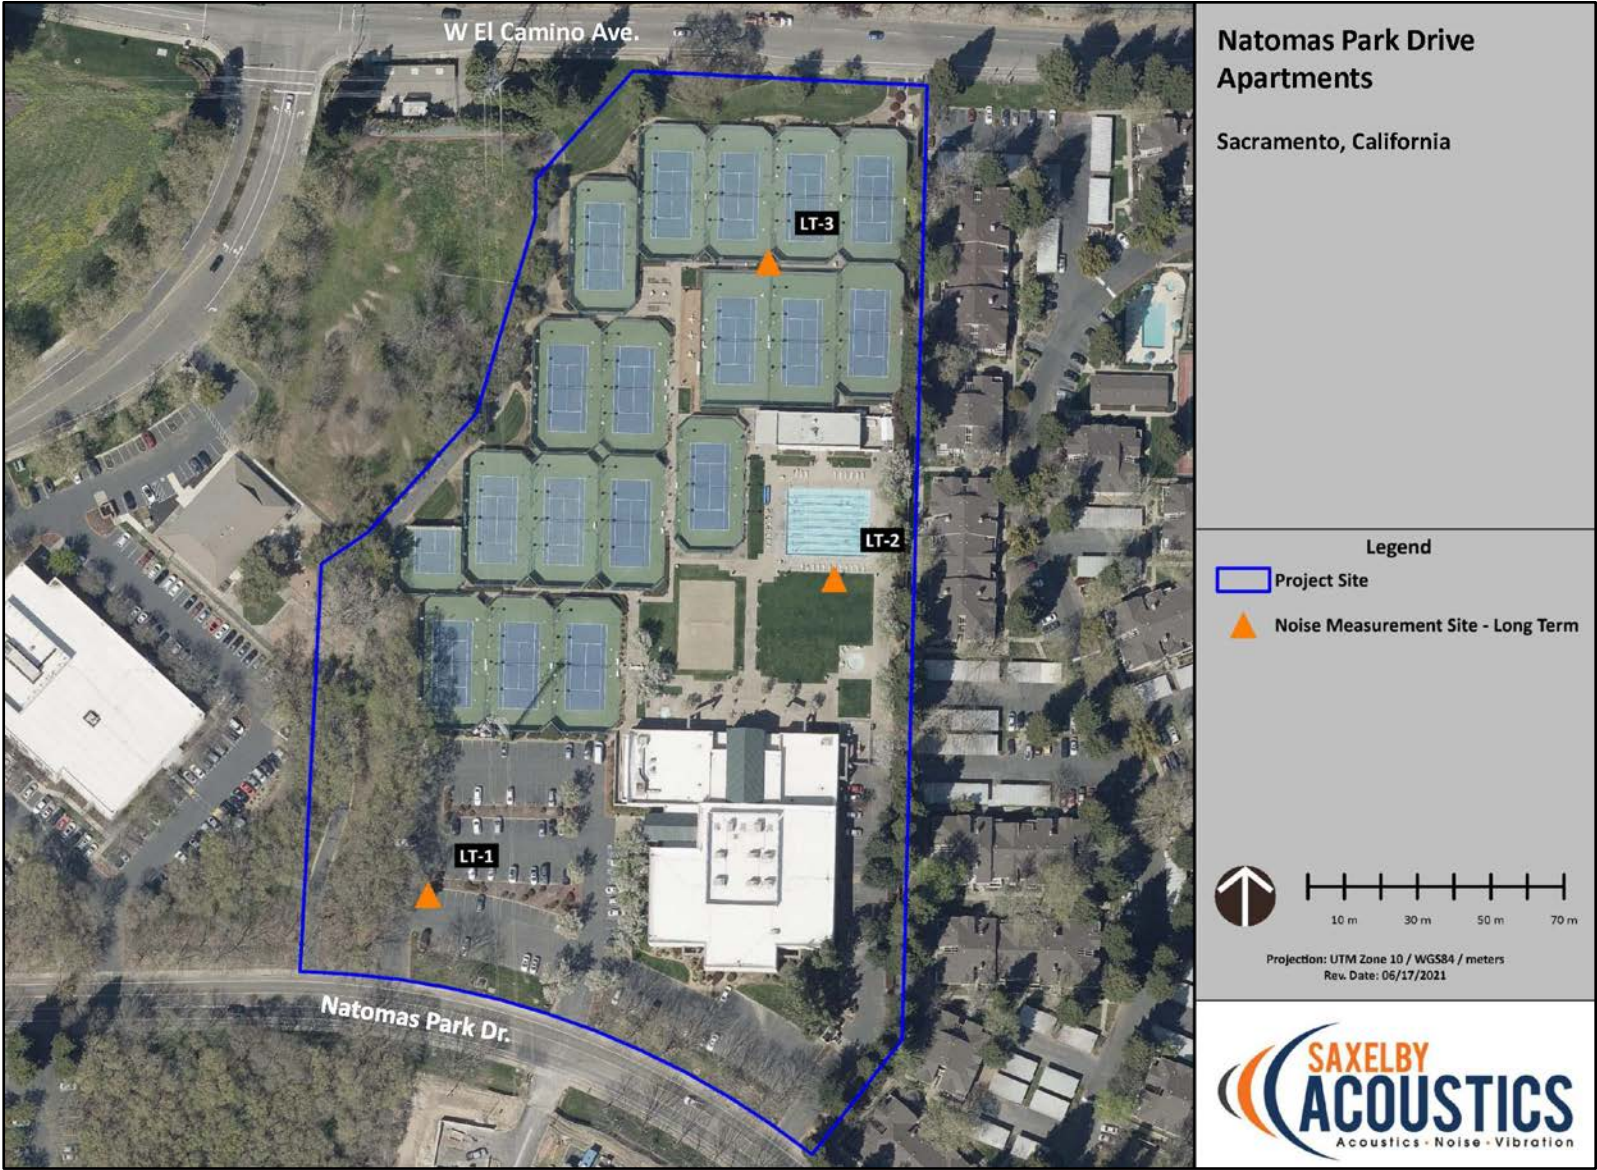 W El Camino Ave.
LT-3
LT-2
LT-1
Natomas Park Dr.
Natomas Park Drive
Apartments
Sacramento, California
Legend
Project Site
Noise Measurement Site - Long Term
10 m 30 m 50 m 70 m
Projection: UTM Zone 10 / WGS84 / meters
Rev. Date: 06/17/2021
SAXELBY
ACOUSTICS
Acoustics · Noise · Vibration